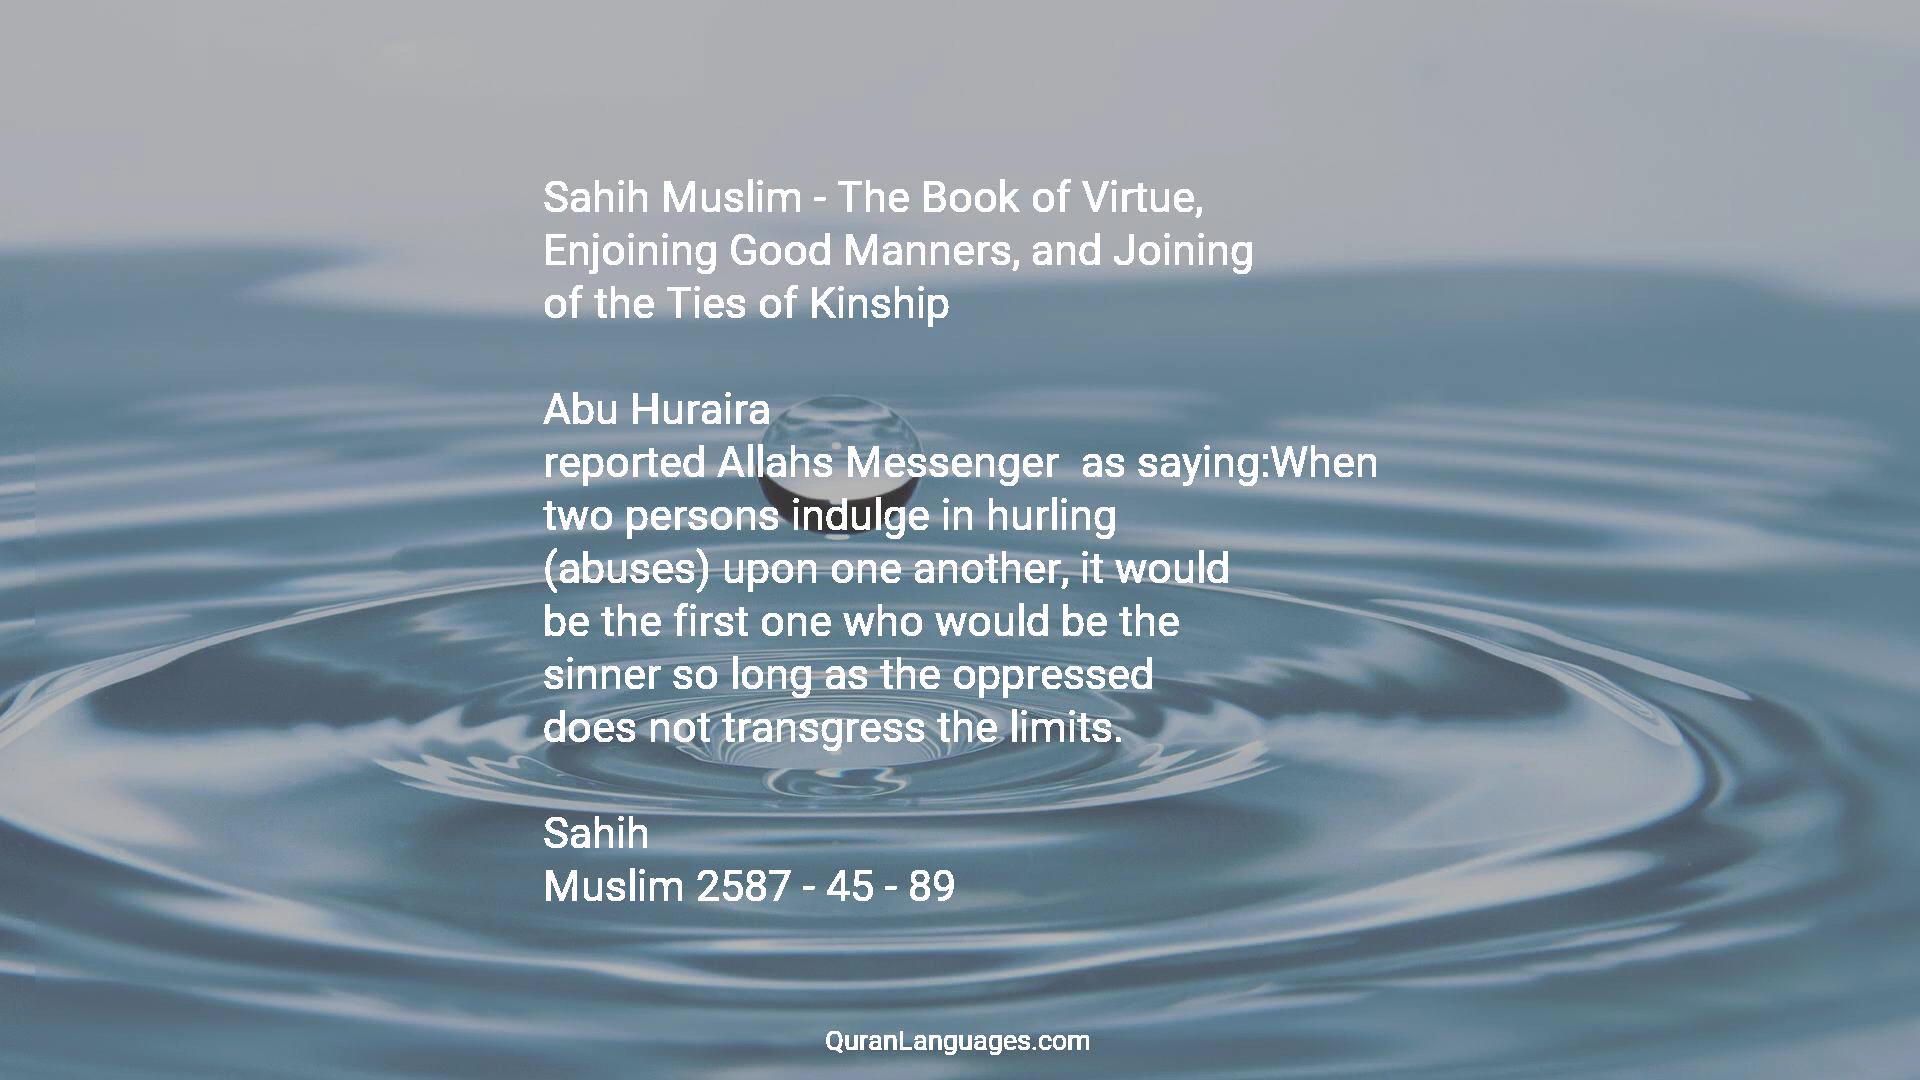 Sahih Muslim - The Book of Virtue,
Enjoining Good Manners, and Joining
of the Ties of Kinship
Abu Huraira
reported Allahs Messenger  as saying:When
two persons indulge in hurling
(abuses) upon one another, it would
be the first one who would be the
sinner so long as the oppressed
does not transgress the limits.
Sahih
Muslim 2587 - 45 - 89
QuranLanguages.com